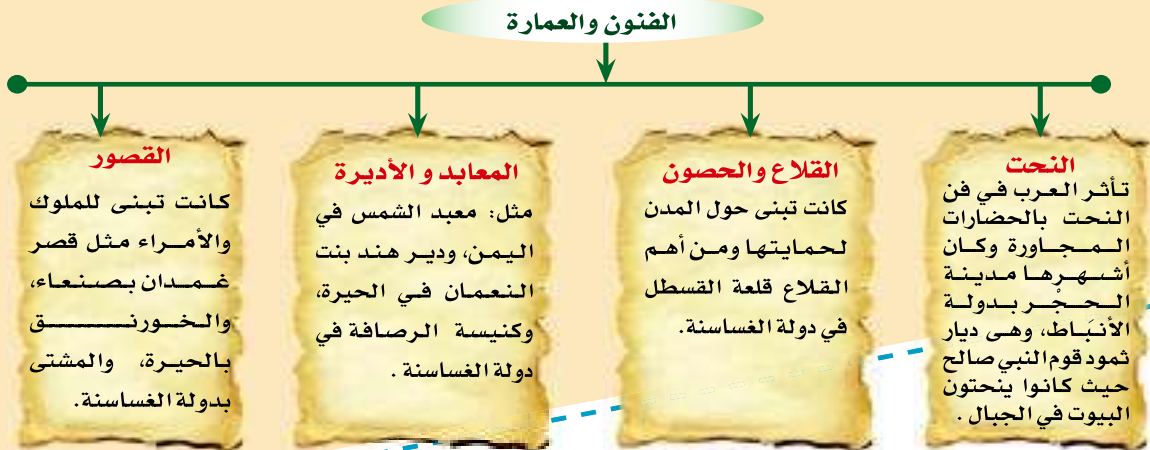 الفنون والعمارة
النحت
تأثر العرب في فن
النحت بالحضارات
المجاورة وكان
أشهرها مدينة
الحجْر بدولة
الأنبَاط، وهى ديار
ثمود قوم النبي صالح
حيث كانوا ينحتون
البيوت في الجبال .
القلاع والحصون
كانت تبنى حول المدن
لحمايتها ومن أهم
القلاع قلعة القسطل
في دولة الغساسنة.
المعابد و الأديرة
مثل: معبد الشمس في
اليمن، ودير هند بنت
النعمان في الحيرة،
وكنيسة الرصافة في
دولة الغساسنة .
القصور
كانت تبنى للملوك
والأمراء مثل قصر
غمدان بصنعاء،
والخورنق
بالحيرة، والمشتى
بدولة الغساسنة.